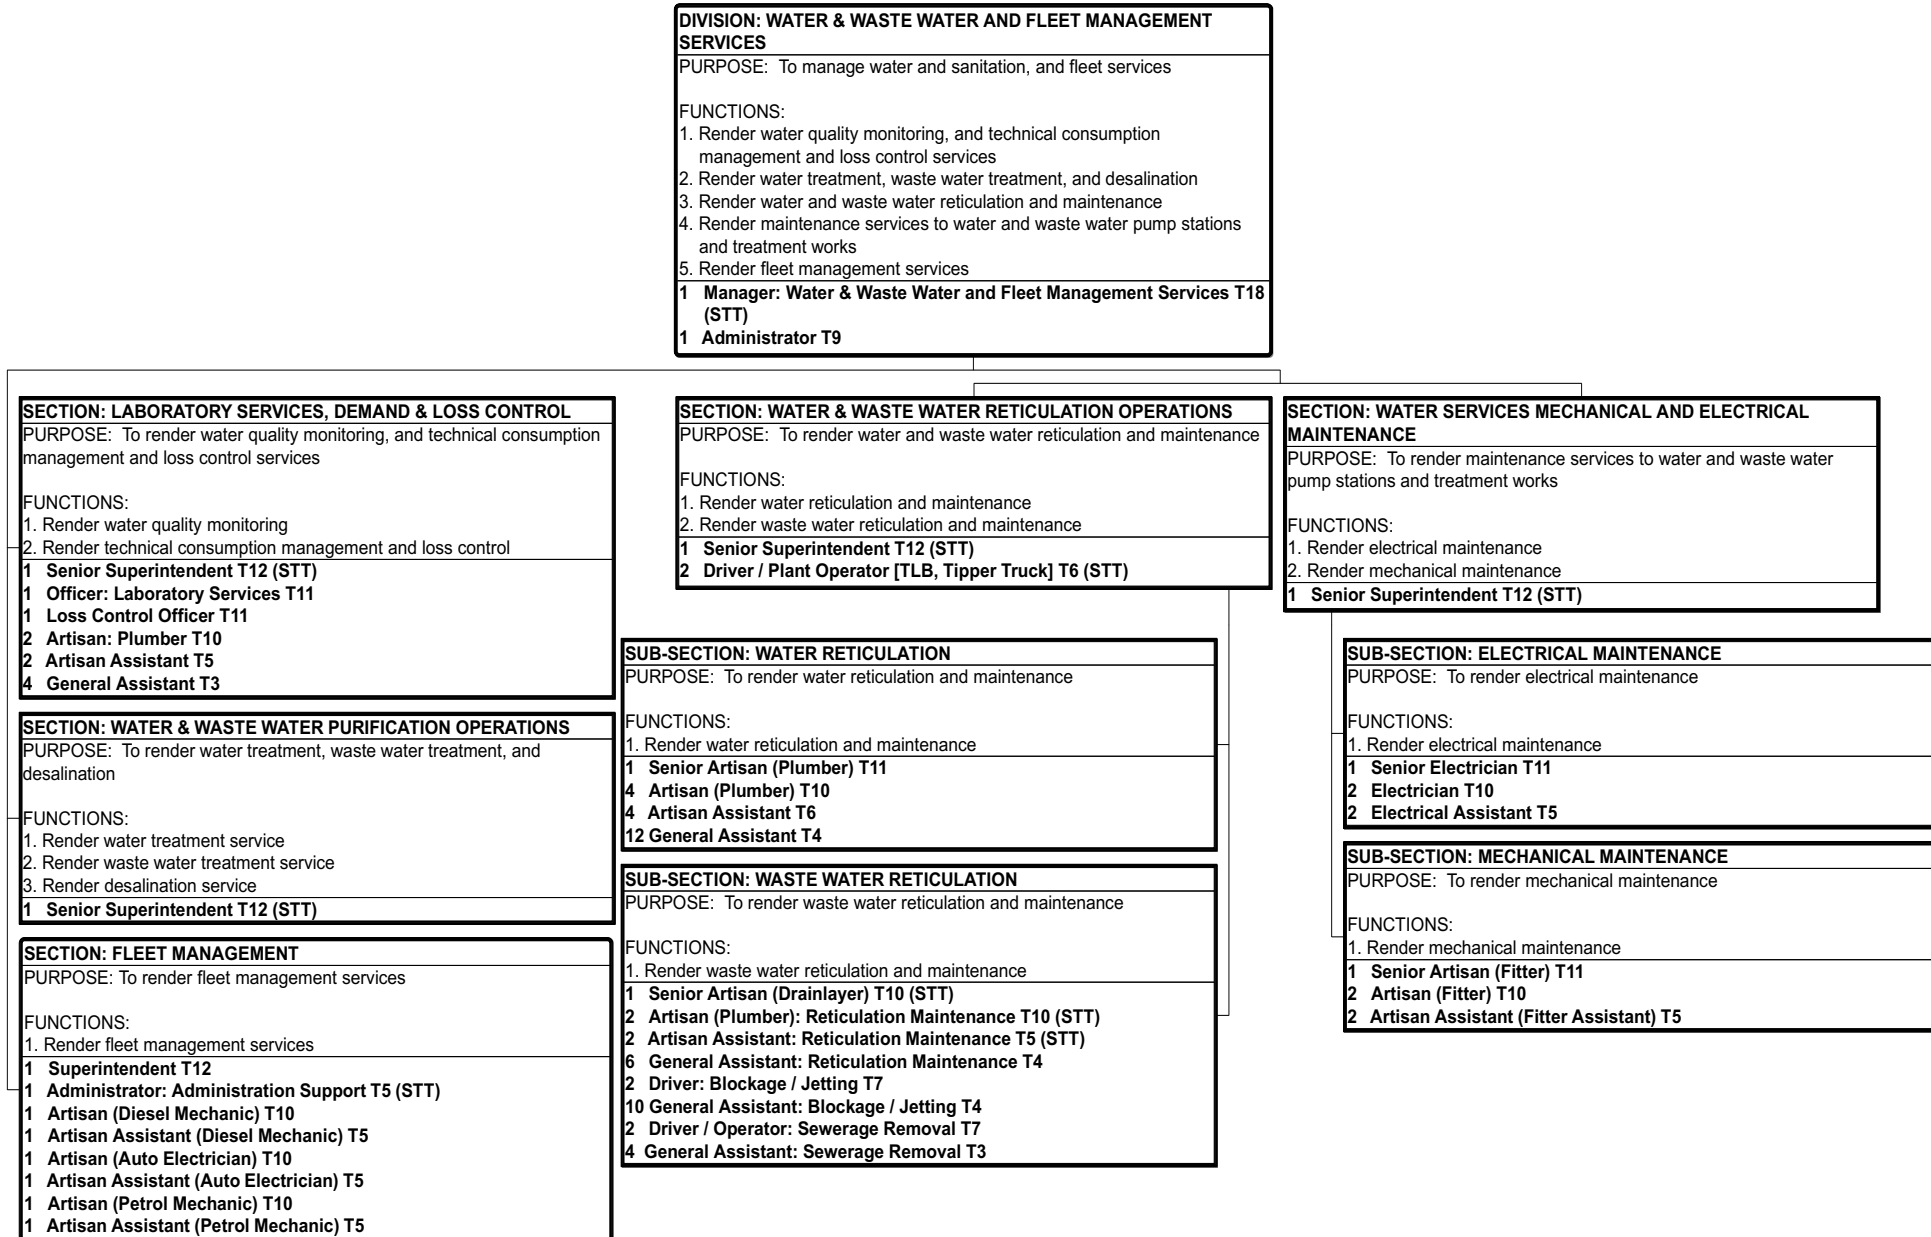 DIVISION: WATER & WASTE WATER AND FLEET MANAGEMENT
SERVICES
PURPOSE: To manage water and sanitation, and fleet services
FUNCTIONS:
1. Render water quality monitoring, and technical consumption
management and loss control services
2. Render water treatment, waste water treatment, and desalination
3. Render water and waste water reticulation and maintenance
4. Render maintenance services to water and waste water pump stations
and treatment works
5. Render fleet management services
1 Manager: Water & Waste Water and Fleet Management Services T18
(STT)
1 Administrator T9
SECTION: LABORATORY SERVICES, DEMAND & LOSS CONTROL
PURPOSE: To render water quality monitoring, and technical consumption
management and loss control services
FUNCTIONS:
1. Render water quality monitoring
2. Render technical consumption management and loss control
1 Senior Superintendent T12 (STT)
1 Officer: Laboratory Services T11
1 Loss Control Officer T11
2 Artisan: Plumber T10
2 Artisan Assistant T5
4 General Assistant T3
SECTION: WATER & WASTE WATER PURIFICATION OPERATIONS
PURPOSE: To render water treatment, waste water treatment, and
desalination
FUNCTIONS:
1. Render water treatment service
2. Render waste water treatment service
3. Render desalination service
1 Senior Superintendent T12 (STT)
SECTION: FLEET MANAGEMENT
PURPOSE: To render fleet management services
FUNCTIONS:
1. Render fleet management services
1 Superintendent T12
1 Administrator: Administration Support T5 (STT)
1 Artisan (Diesel Mechanic) T10
1 Artisan Assistant (Diesel Mechanic) T5
1 Artisan (Auto Electrician) T10
1 Artisan Assistant (Auto Electrician) T5
1 Artisan (Petrol Mechanic) T10
1 Artisan Assistant (Petrol Mechanic) T5
SECTION: WATER & WASTE WATER RETICULATION OPERATIONS
PURPOSE: To render water and waste water reticulation and maintenance
FUNCTIONS:
1. Render water reticulation and maintenance
2. Render waste water reticulation and maintenance
1 Senior Superintendent T12 (STT)
2 Driver / Plant Operator [TLB, Tipper Truck] T6 (STT)
SUB-SECTION: WATER RETICULATION
PURPOSE: To render water reticulation and maintenance
FUNCTIONS:
1. Render water reticulation and maintenance
1 Senior Artisan (Plumber) T11
4 Artisan (Plumber) T10
4 Artisan Assistant T6
12 General Assistant T4
SUB-SECTION: WASTE WATER RETICULATION
PURPOSE: To render waste water reticulation and maintenance
FUNCTIONS:
1. Render waste water reticulation and maintenance
1 Senior Artisan (Drainlayer) T10 (STT)
2 Artisan (Plumber): Reticulation Maintenance T10 (STT)
2 Artisan Assistant: Reticulation Maintenance T5 (STT)
6 General Assistant: Reticulation Maintenance T4
2 Driver: Blockage / Jetting T7
10 General Assistant: Blockage / Jetting T4
2 Driver / Operator: Sewerage Removal T7
4 General Assistant: Sewerage Removal T3
SECTION: WATER SERVICES MECHANICAL AND ELECTRICAL
MAINTENANCE
PURPOSE: To render maintenance services to water and waste water
pump stations and treatment works
FUNCTIONS:
1. Render electrical maintenance
2. Render mechanical maintenance
1 Senior Superintendent T12 (STT)
SUB-SECTION: ELECTRICAL MAINTENANCE
PURPOSE: To render electrical maintenance
FUNCTIONS:
1. Render electrical maintenance
1 Senior Electrician T11
2 Electrician T10
2 Electrical Assistant T5
SUB-SECTION: MECHANICAL MAINTENANCE
PURPOSE: To render mechanical maintenance
FUNCTIONS:
1. Render mechanical maintenance
1 Senior Artisan (Fitter) T11
2 Artisan (Fitter) T10
2 Artisan Assistant (Fitter Assistant) T5